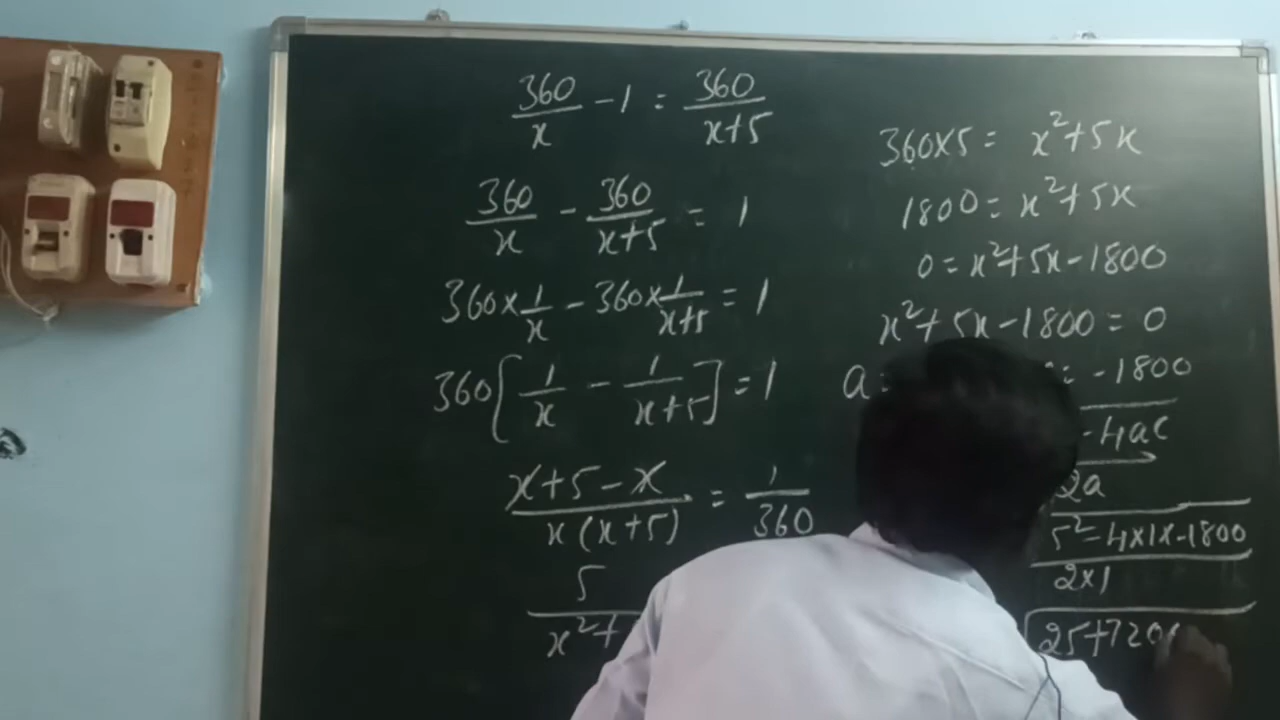 360/x - 1 = 360/x+5
360/x - 360/x+5 = 1
360×1/x - 360×1/x+5 = 1
360[1/x - 1/x+5] = 1
x+5-x/x(x+5) = 1/360
5/x²+
360×5 = x²+5x
1800 = x²+5x
0 = x²+5x-1800
x²+5x-1800 = 0
a = = -1800
-4ac
2a
5²-4×1×-1800
2×1
√25+720